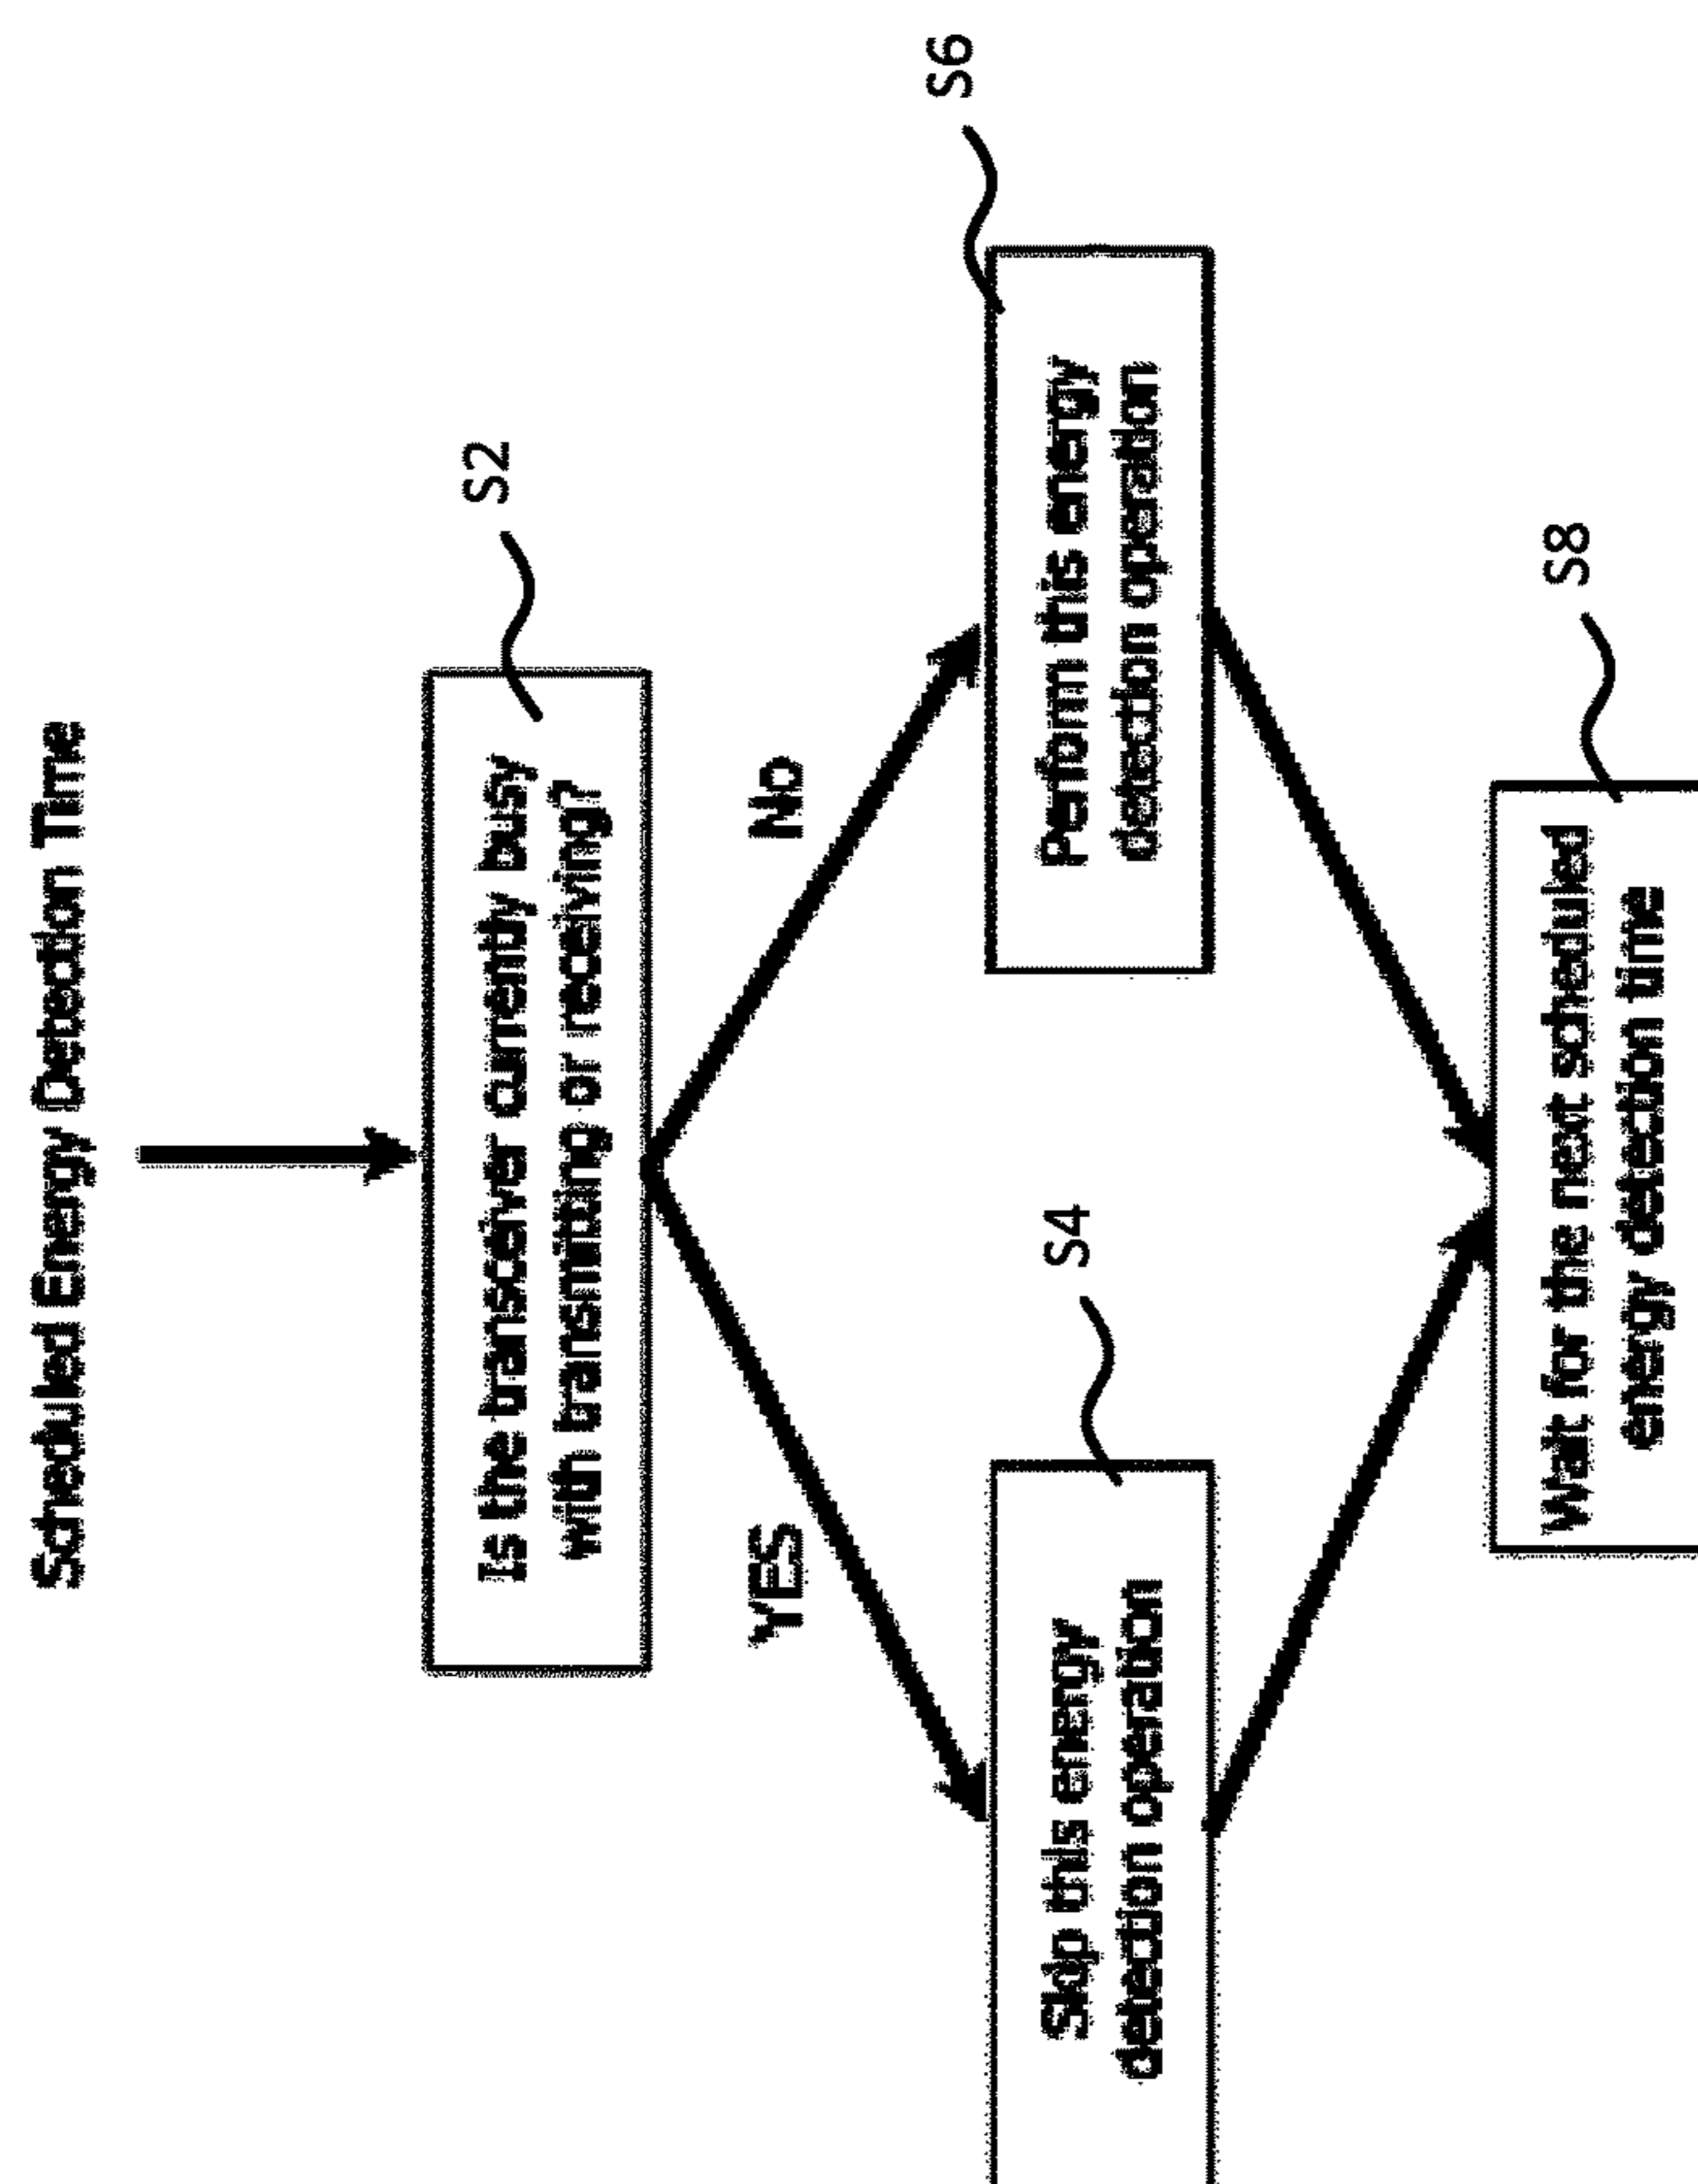 Scheduled Energy Detection Time
S2
Is the transceiver currently busy
with transmitting or receiving?
YES
No
S4
Skip this energy
detection operation
S6
Perform this energy
detection operation
S8
Wait for the next scheduled
energy detection time